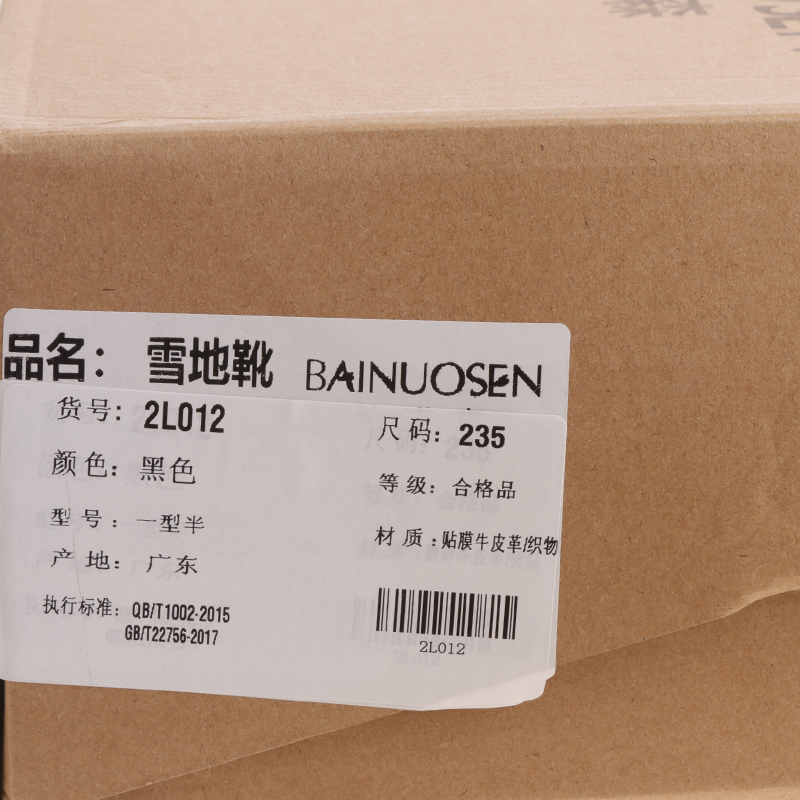 品名： 雪地靴 BAINUOSEN
货号: 2L012
尺码: 235
颜色: 黑色
等级: 合格品
型号: 一型半
材质:贴膜牛皮革/织物
产地: 广东
执行标准: QB/T1002-2015
GB/T22756-2017
2L012